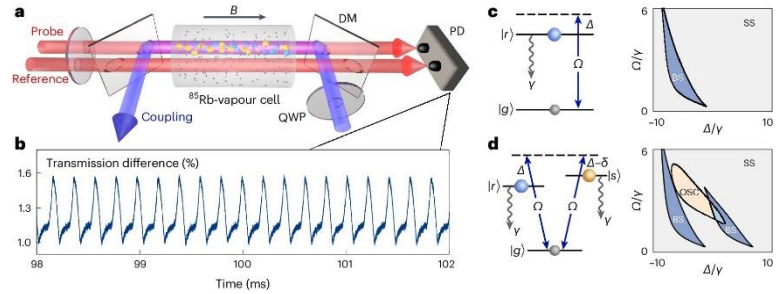 a
B
DM
PD
Probe
Reference
⁸⁵Rb-vapour cell
QWP
Coupling
b
Transmission difference (%)
1.6
1.3
1.0
98 99 100 101 102
Time (ms)
c
Δ
|r⟩
Ω
γ
|g⟩
6
SS
Ω/γ
BS
0
–10 10
Δ/γ
d
Δ Δ–δ
|r⟩ |s⟩
Ω Ω
γ γ
|g⟩
6
SS
OSC
Ω/γ
BS BS
0
–10 10
Δ/γ